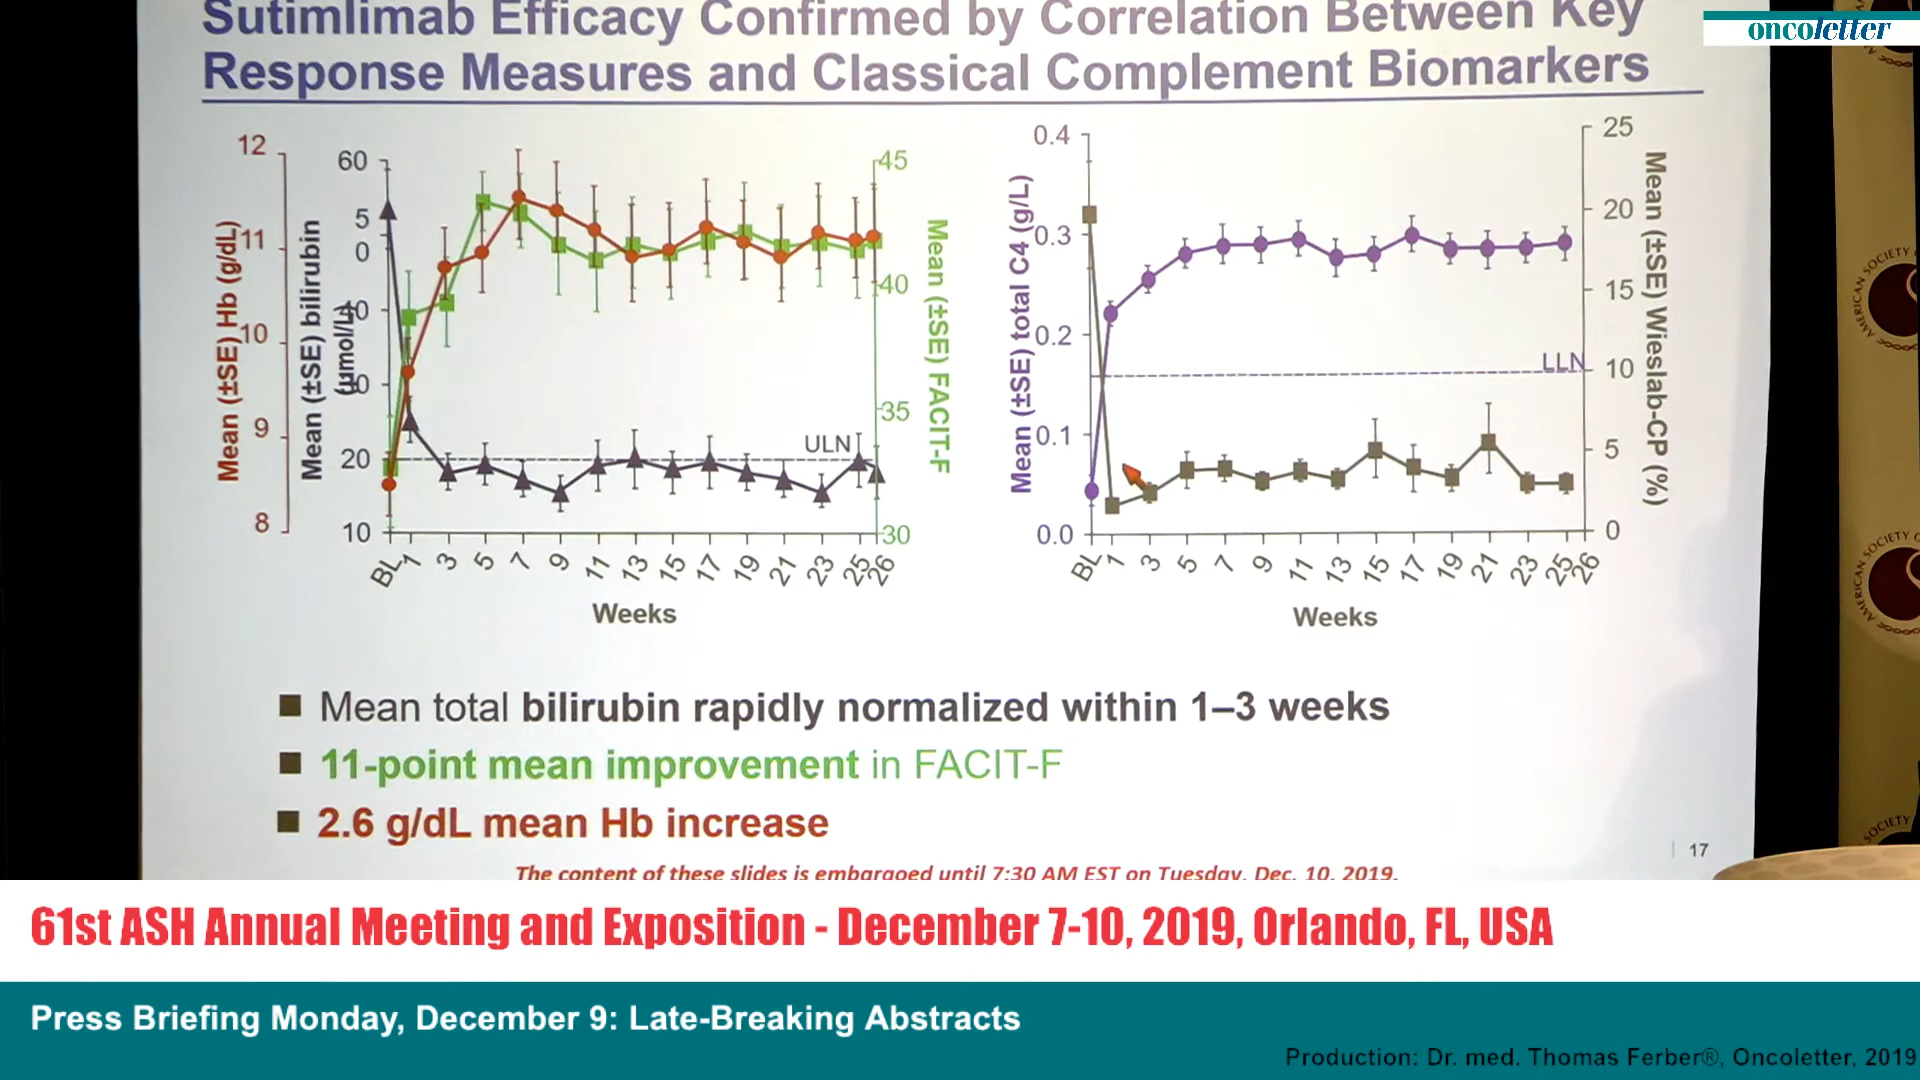 Sutimlimab Efficacy Confirmed by Correlation Between Key
Response Measures and Classical Complement Biomarkers
oncoletter
12
11
10
9
8
Mean (±SE) Hb (g/dL)
60
5
0
40
30
20
10
Mean (±SE) bilirubin
(µmol/L)
45
40
35
30
Mean (±SE) FACIT-F
ULN
BL 1 3 5 7 9 11 13 15 17 19 21 23 25 26
Weeks
0.4
0.3
0.2
0.1
0.0
Mean (±SE) total C4 (g/L)
25
20
15
10
5
0
Mean (±SE) Wieslab-CP (%)
LLN
BL 1 3 5 7 9 11 13 15 17 19 21 23 25 26
Weeks
Mean total bilirubin rapidly normalized within 1–3 weeks
11-point mean improvement in FACIT-F
2.6 g/dL mean Hb increase
17
The content of these slides is embargoed until 7:30 AM EST on Tuesday, Dec. 10, 2019.
AMERICAN SOCIETY
AMERICAN SOCIETY
SOCIETY
61st ASH Annual Meeting and Exposition - December 7-10, 2019, Orlando, FL, USA
Press Briefing Monday, December 9: Late-Breaking Abstracts
Production: Dr. med. Thomas Ferber®, Oncoletter, 2019